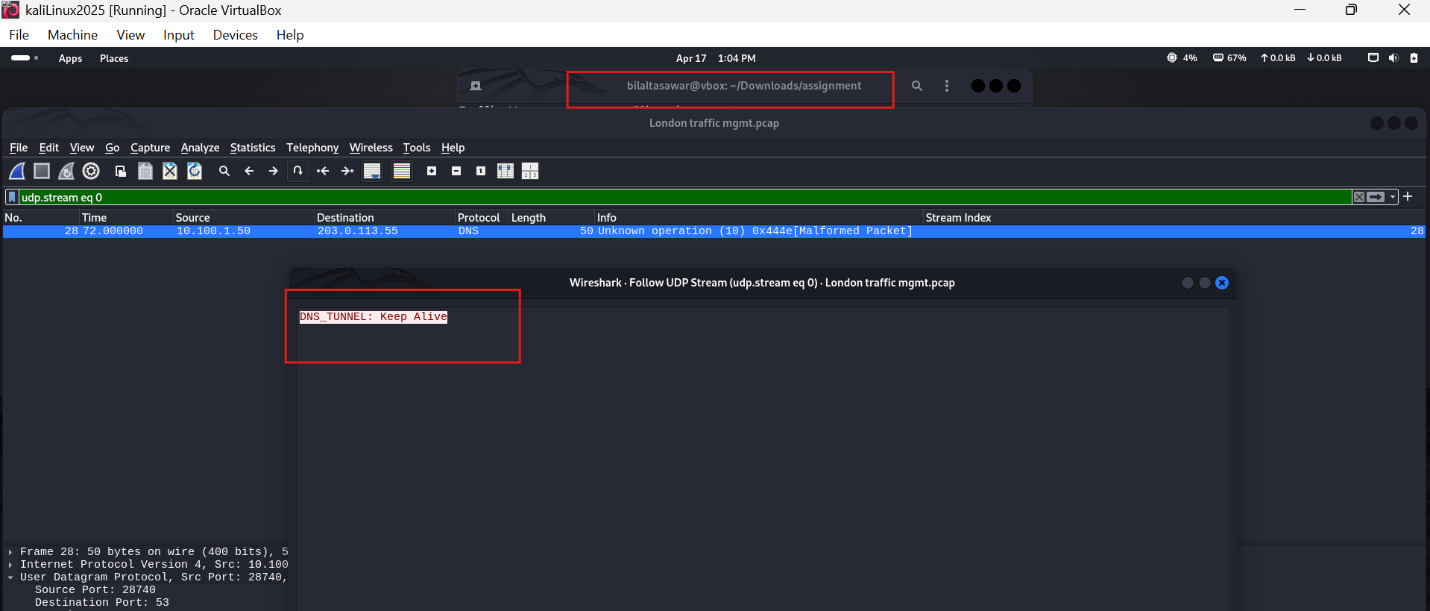 kaliLinux2025 [Running] - Oracle VirtualBox
File Machine View Input Devices Help
Apps Places Apr 17 1:04 PM 4% 67% ↑0.0 kB ↓0.0 kB
bilaltasawar@vbox: ~/Downloads/assignment
London traffic mgmt.pcap
File Edit View Go Capture Analyze Statistics Telephony Wireless Tools Help
udp.stream eq 0
No. Time Source Destination Protocol Length Info Stream Index
28 72.000000 10.100.1.50 203.0.113.55 DNS 50 Unknown operation (10) 0x444e[Malformed Packet] 28
Wireshark · Follow UDP Stream (udp.stream eq 0) · London traffic mgmt.pcap
DNS_TUNNEL: Keep Alive
Frame 28: 50 bytes on wire (400 bits), 5
Internet Protocol Version 4, Src: 10.100
User Datagram Protocol, Src Port: 28740,
Source Port: 28740
Destination Port: 53